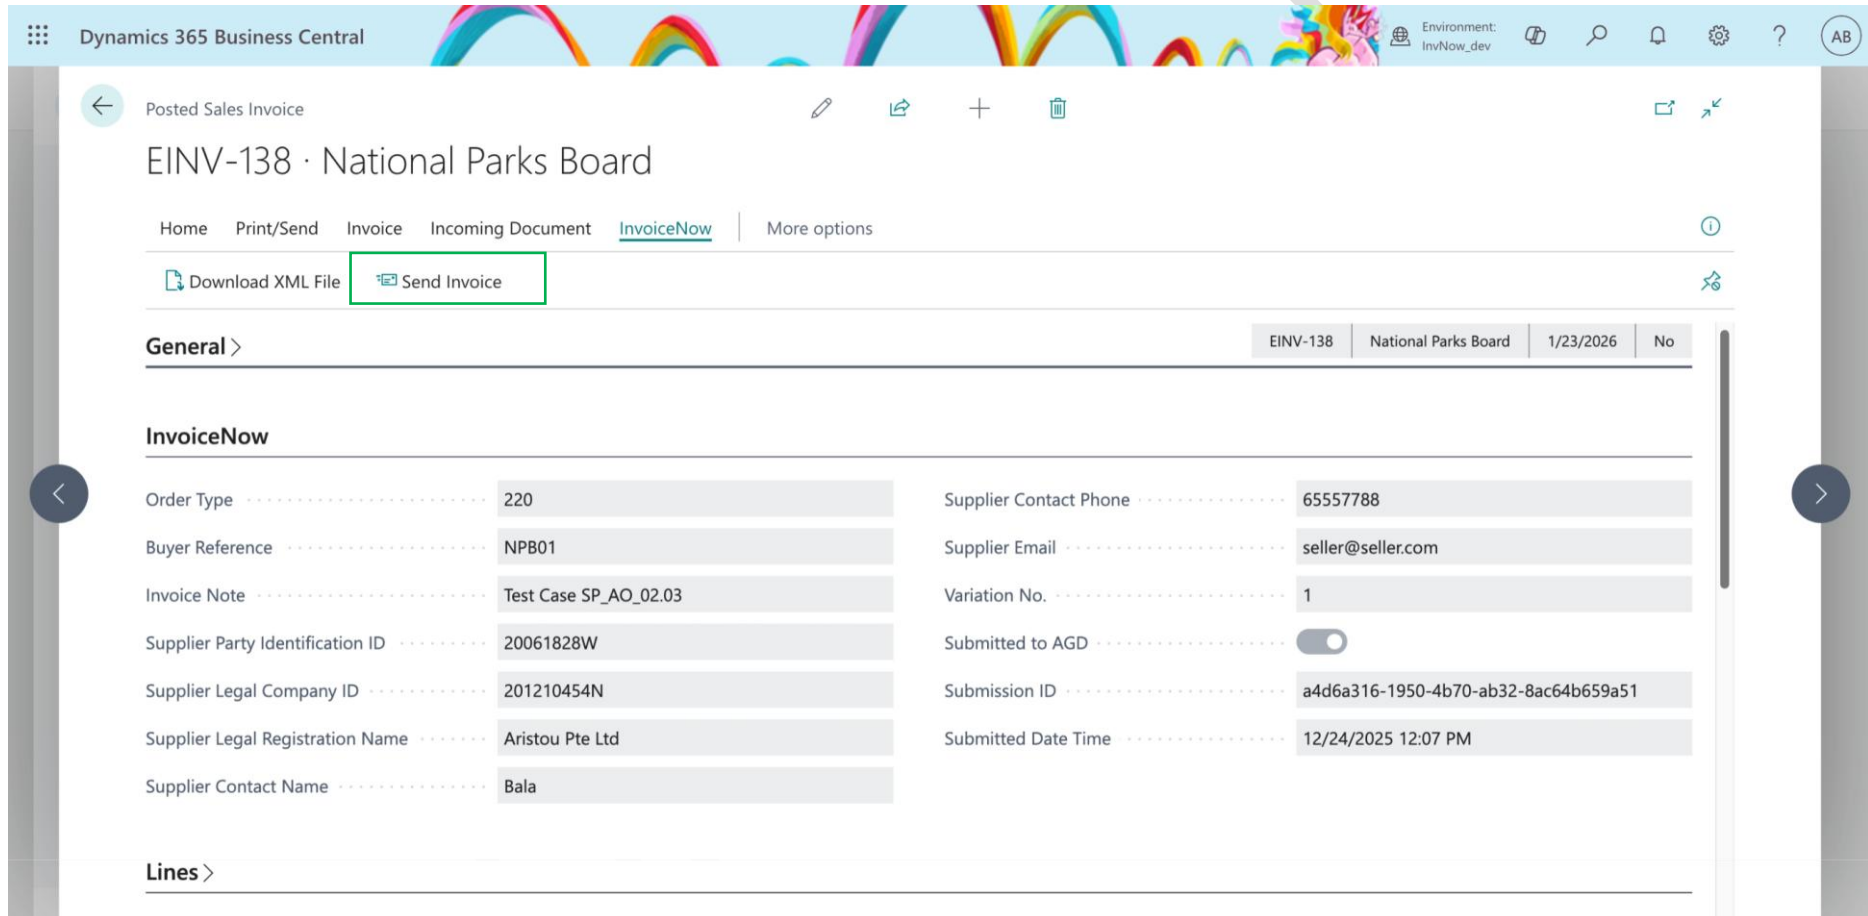 Dynamics 365 Business Central
Environment:
InvNow_dev
?
AB
Posted Sales Invoice
EINV-138 · National Parks Board
Home Print/Send Invoice Incoming Document InvoiceNow More options
Download XML File Send Invoice
General
EINV-138 National Parks Board 1/23/2026 No
InvoiceNow
Order Type 220
Supplier Contact Phone 65557788
Buyer Reference NPB01
Supplier Email seller@seller.com
Invoice Note Test Case SP_AO_02.03
Variation No. 1
Supplier Party Identification ID 20061828W
Submitted to AGD
Supplier Legal Company ID 201210454N
Submission ID a4d6a316-1950-4b70-ab32-8ac64b659a51
Supplier Legal Registration Name Aristou Pte Ltd
Submitted Date Time 12/24/2025 12:07 PM
Supplier Contact Name Bala
Lines